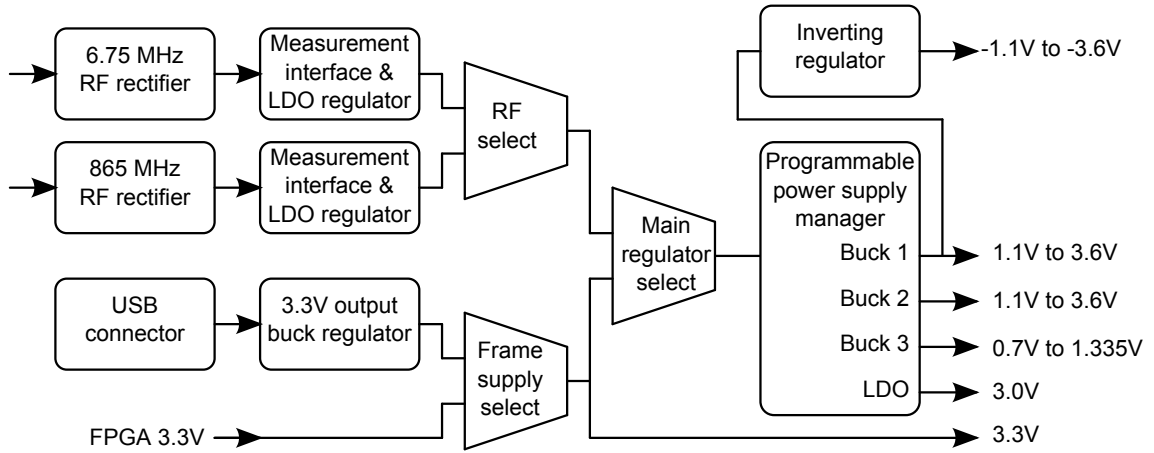 6.75 MHz
RF rectifier
Measurement
interface &
LDO regulator
RF
select
Inverting
regulator
-1.1V to -3.6V
865 MHz
RF rectifier
Measurement
interface &
LDO regulator
Programmable
power supply
manager
Main
regulator
select
Buck 1
1.1V to 3.6V
Buck 2
1.1V to 3.6V
Buck 3
0.7V to 1.335V
LDO
3.0V
USB
connector
3.3V output
buck regulator
Frame
supply
select
FPGA 3.3V
3.3V